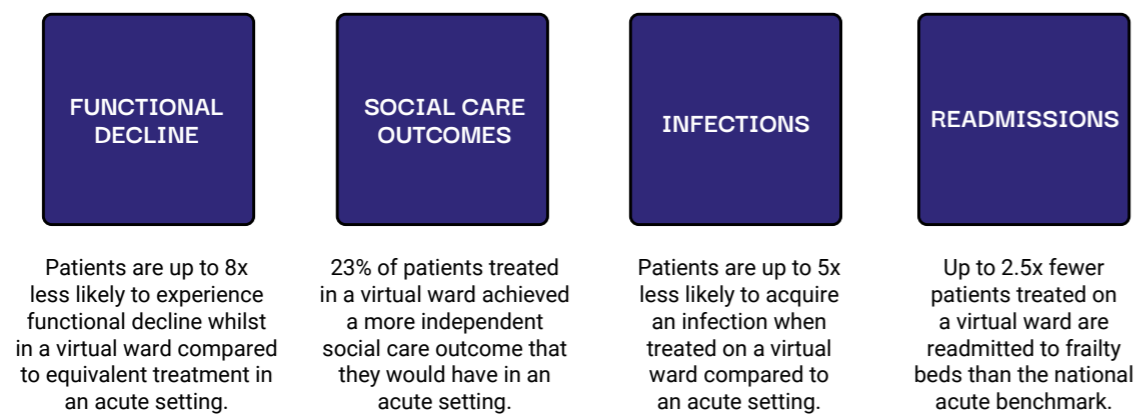 FUNCTIONAL
DECLINE
Patients are up to 8x
less likely to experience
functional decline whilst
in a virtual ward compared
to equivalent treatment in
an acute setting.
SOCIAL CARE
OUTCOMES
23% of patients treated
in a virtual ward achieved
a more independent
social care outcome that
they would have in an
acute setting.
INFECTIONS
Patients are up to 5x
less likely to acquire
an infection when
treated on a virtual
ward compared to
an acute setting.
READMISSIONS
Up to 2.5x fewer
patients treated on
a virtual ward are
readmitted to frailty
beds than the national
acute benchmark.